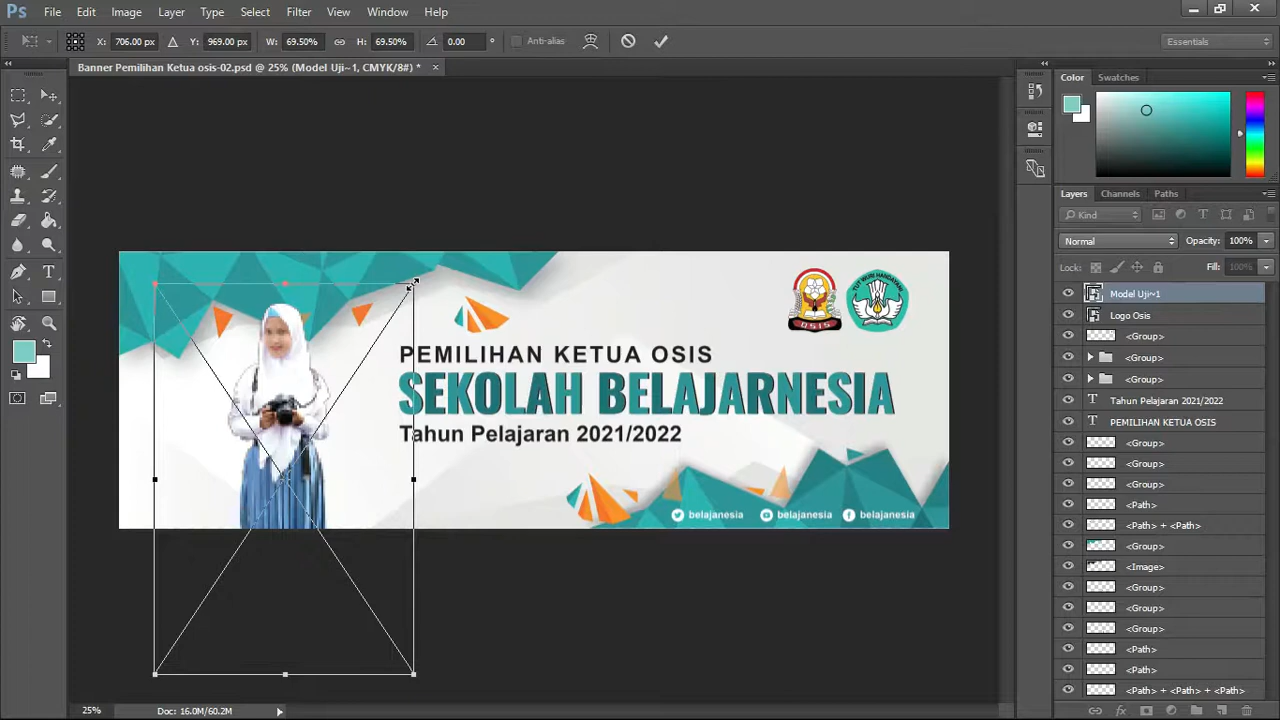 Ps File Edit Image Layer Type Select Filter View Window Help
X: 706.00 px Y: 969.00 px W: 69.50% H: 69.50% 0.00 ° Anti-alias Essentials
Banner Pemilihan Ketua osis-02.psd @ 25% (Model Uji~1, CMYK/8#) * ×
Color Swatches
Layers Channels Paths
Kind
Normal Opacity: 100%
Lock: Fill: 100%
Model Uji~1
Logo Osis
<Group>
<Group>
<Group>
T Tahun Pelajaran 2021/2022
T PEMILIHAN KETUA OSIS
<Group>
<Group>
<Group>
<Path>
<Path> + <Path>
<Group>
<Image>
<Group>
<Group>
<Group>
<Path>
<Path>
<Path> + <Path> + <Path>
OSIS
TUT WURI HANDAYANI
PEMILIHAN KETUA OSIS
SEKOLAH BELAJARNESIA
Tahun Pelajaran 2021/2022
belajanesia belajanesia belajanesia
25% Doc: 16.0M/60.2M